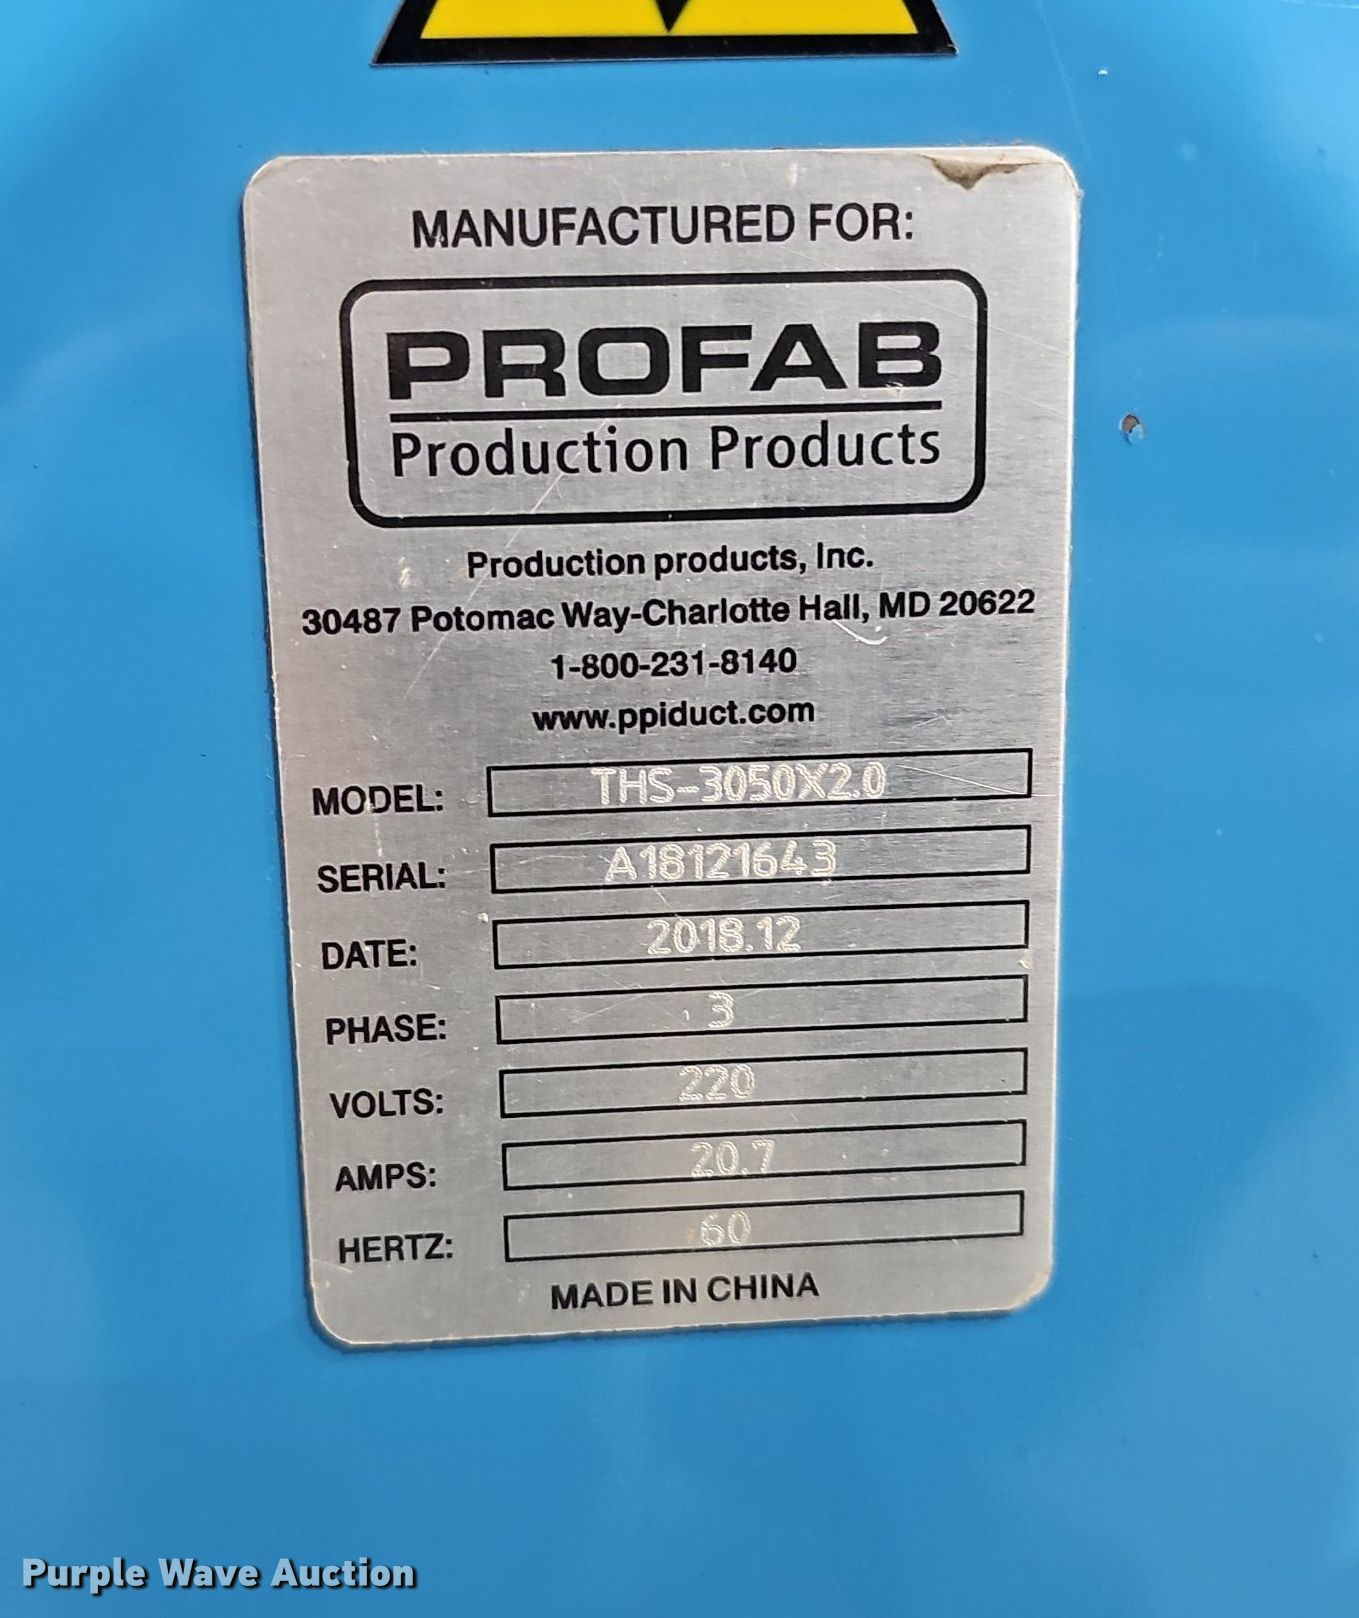 MANUFACTURED FOR:
PROFAB
Production Products
Production products, Inc.
30487 Potomac Way-Charlotte Hall, MD 20622
1-800-231-8140
www.ppiduct.com
MODEL: THS-3050X2.0
SERIAL: A18121643
DATE: 2018.12
PHASE: 3
VOLTS: 220
AMPS: 20.7
HERTZ: 60
MADE IN CHINA
Purple Wave Auction